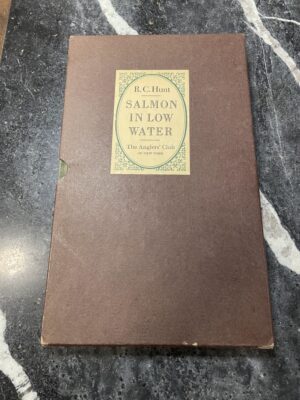 R. C. Hunt
SALMON
IN LOW
WATER
The Anglers' Club
OF NEW YORK